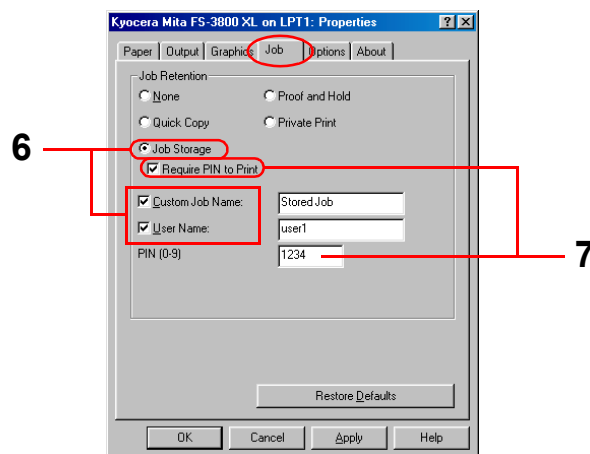 Kyocera Mita FS-3800 XL on LPT1: Properties
Paper Output Graphics Job Options About
Job Retention
None Proof and Hold
Quick Copy Private Print
6 Job Storage
Require PIN to Print
Custom Job Name: Stored Job
User Name: user1
PIN (0-9) 1234 7
Restore Defaults
OK Cancel Apply Help